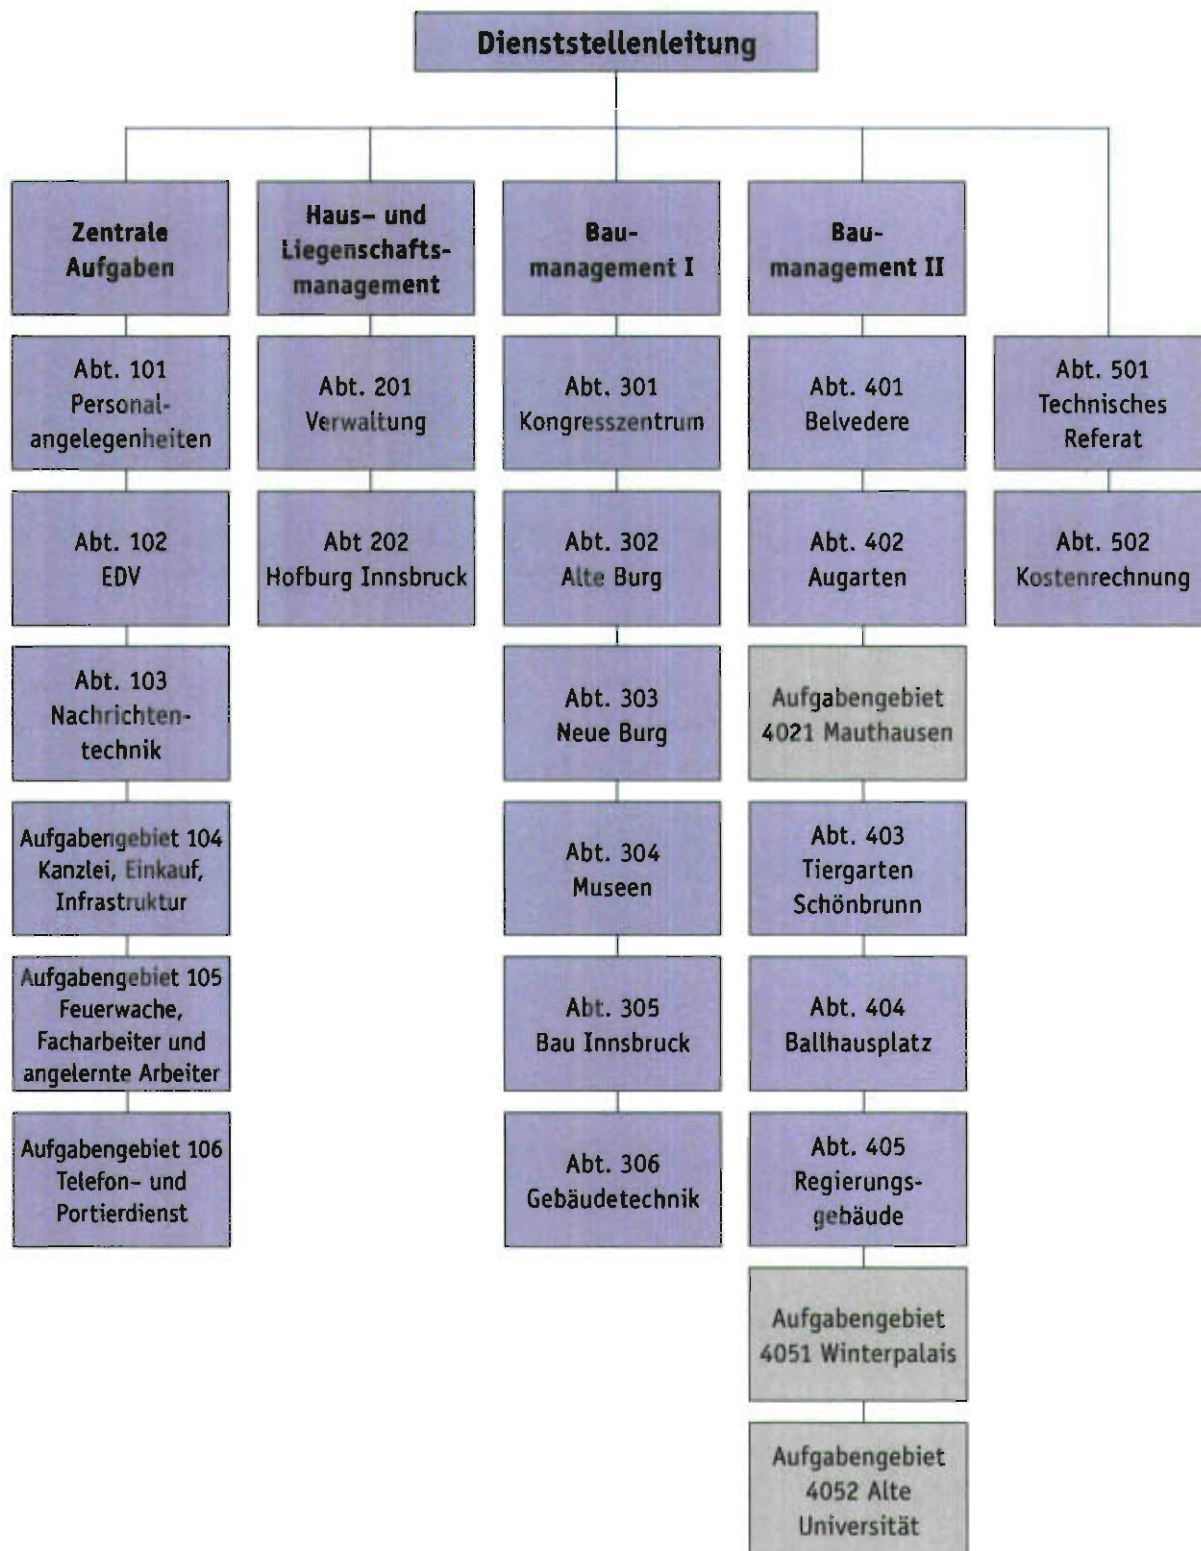 Dienststellenleitung
Zentrale
Aufgaben
Abt. 101
Personal-
angelegenheiten
Abt. 102
EDV
Abt. 103
Nachrichten-
technik
Aufgabengebiet 104
Kanzlei, Einkauf,
Infrastruktur
Aufgabengebiet 105
Feuerwache,
Facharbeiter und
angelernte Arbeiter
Aufgabengebiet 106
Telefon- und
Portierdienst
Haus- und
Liegenschafts-
management
Abt. 201
Verwaltung
Abt 202
Hofburg Innsbruck
Bau-
management I
Abt. 301
Kongresszentrum
Abt. 302
Alte Burg
Abt. 303
Neue Burg
Abt. 304
Museen
Abt. 305
Bau Innsbruck
Abt. 306
Gebäudetechnik
Bau-
management II
Abt. 401
Belvedere
Abt. 402
Augarten
Aufgabengebiet
4021 Mauthausen
Abt. 403
Tiergarten
Schönbrunn
Abt. 404
Ballhausplatz
Abt. 405
Regierungs-
gebäude
Aufgabengebiet
4051 Winterpalais
Aufgabengebiet
4052 Alte
Universität
Abt. 501
Technisches
Referat
Abt. 502
Kostenrechnung